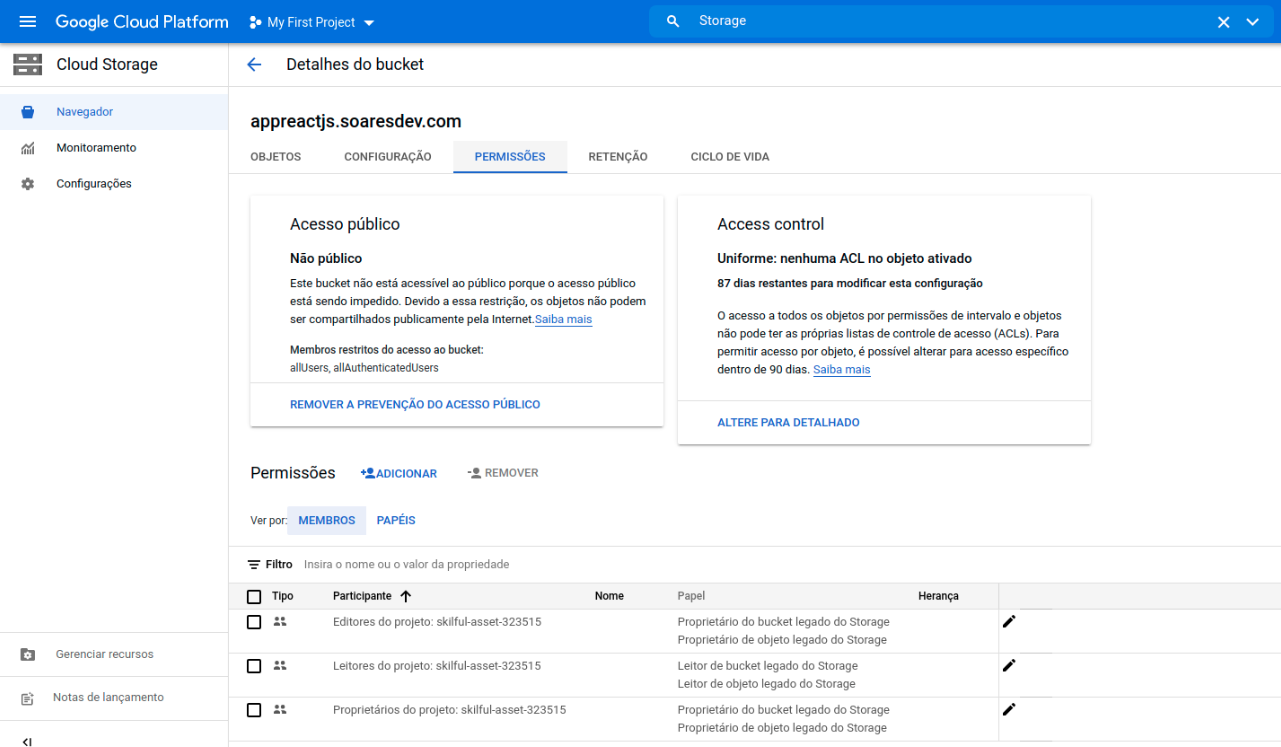 Google Cloud Platform
My First Project
Storage
Cloud Storage
Detalhes do bucket
Navegador
Monitoramento
Configurações
appreactjs.soaresdev.com
OBJETOS
CONFIGURAÇÃO
PERMISSÕES
RETENÇÃO
CICLO DE VIDA
Acesso público
Não público
Este bucket não está acessível ao público porque o acesso público
está sendo impedido. Devido a essa restrição, os objetos não podem
ser compartilhados publicamente pela Internet.Saiba mais
Membros restritos do acesso ao bucket:
allUsers, allAuthenticatedUsers
REMOVER A PREVENÇÃO DO ACESSO PÚBLICO
Access control
Uniforme: nenhuma ACL no objeto ativado
87 dias restantes para modificar esta configuração
O acesso a todos os objetos por permissões de intervalo e objetos
não pode ter as próprias listas de controle de acesso (ACLs). Para
permitir acesso por objeto, é possível alterar para acesso específico
dentro de 90 dias. Saiba mais
ALTERE PARA DETALHADO
Permissões
ADICIONAR
REMOVER
Ver por:
MEMBROS
PAPÉIS
Filtro
Insira o nome ou o valor da propriedade
Tipo
Participante
Nome
Papel
Herança
Editores do projeto: skilful-asset-323515
Proprietário do bucket legado do Storage
Proprietário de objeto legado do Storage
Leitores do projeto: skilful-asset-323515
Leitor de bucket legado do Storage
Leitor de objeto legado do Storage
Proprietários do projeto: skilful-asset-323515
Proprietário do bucket legado do Storage
Proprietário de objeto legado do Storage
Gerenciar recursos
Notas de lançamento